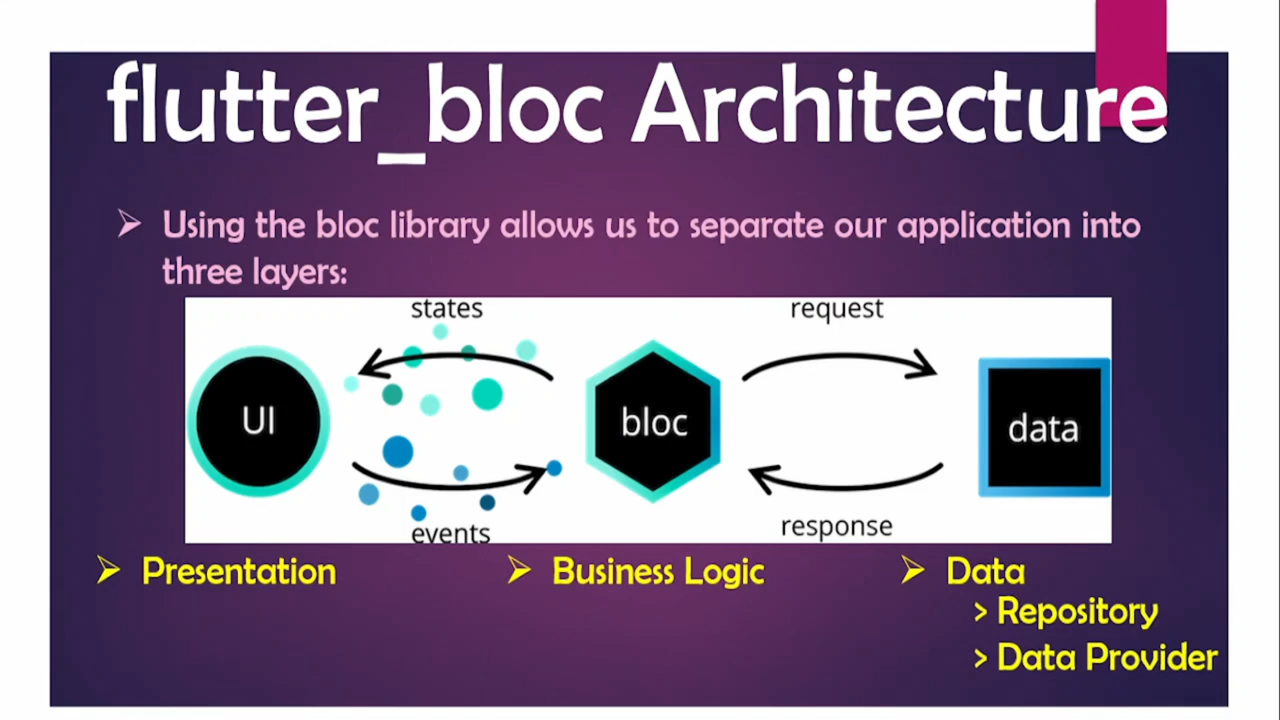 flutter_bloc Architecture
Using the bloc library allows us to separate our application into
three layers:
states
request
UI
bloc
data
events
response
Presentation
Business Logic
Data
> Repository
> Data Provider